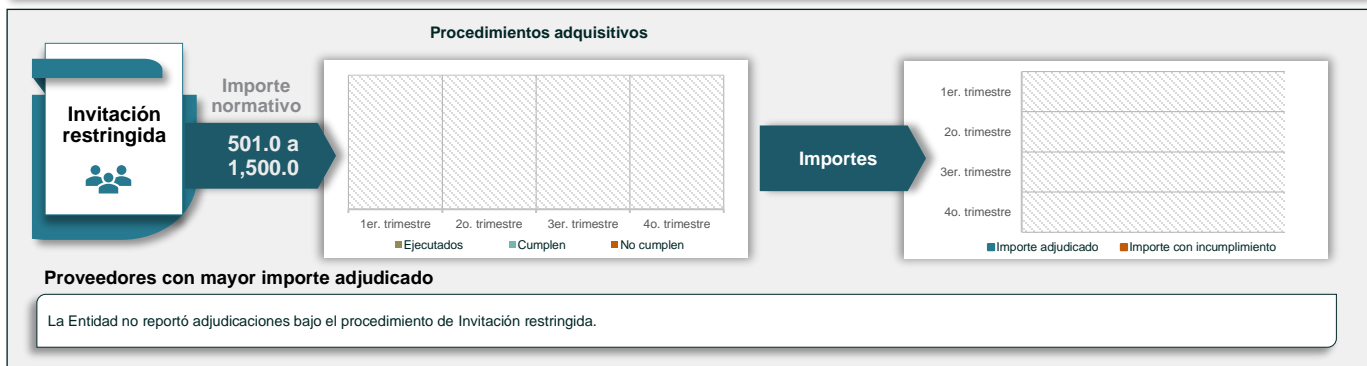 Procedimientos adquisitivos
Invitación
restringida
Importe
normativo
501.0 a
1,500.0
1er. trimestre
2o. trimestre
3er. trimestre
4o. trimestre
Ejecutados
Cumplen
No cumplen
Importes
1er. trimestre
2o. trimestre
3er. trimestre
4o. trimestre
Importe adjudicado
Importe con incumplimiento
Proveedores con mayor importe adjudicado
La Entidad no reportó adjudicaciones bajo el procedimiento de Invitación restringida.